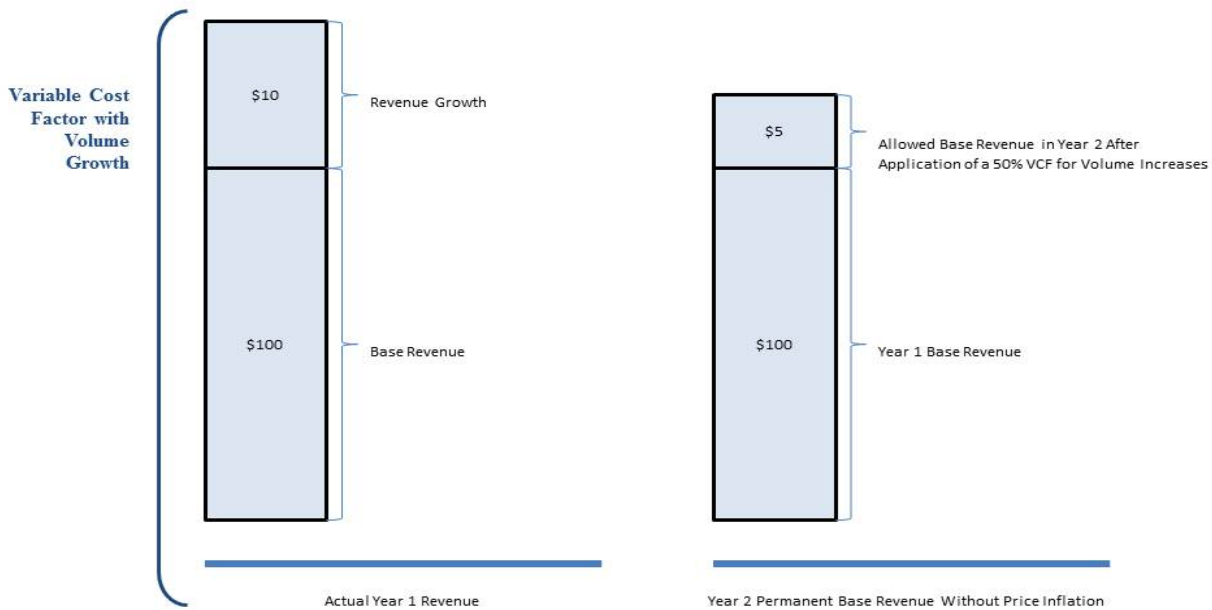 Variable Cost
Factor with
Volume
Growth
$10
Revenue Growth
$100
Base Revenue
Actual Year 1 Revenue
$5
Allowed Base Revenue in Year 2 After
Application of a 50% VCF for Volume Increases
$100
Year 1 Base Revenue
Year 2 Permanent Base Revenue Without Price Inflation